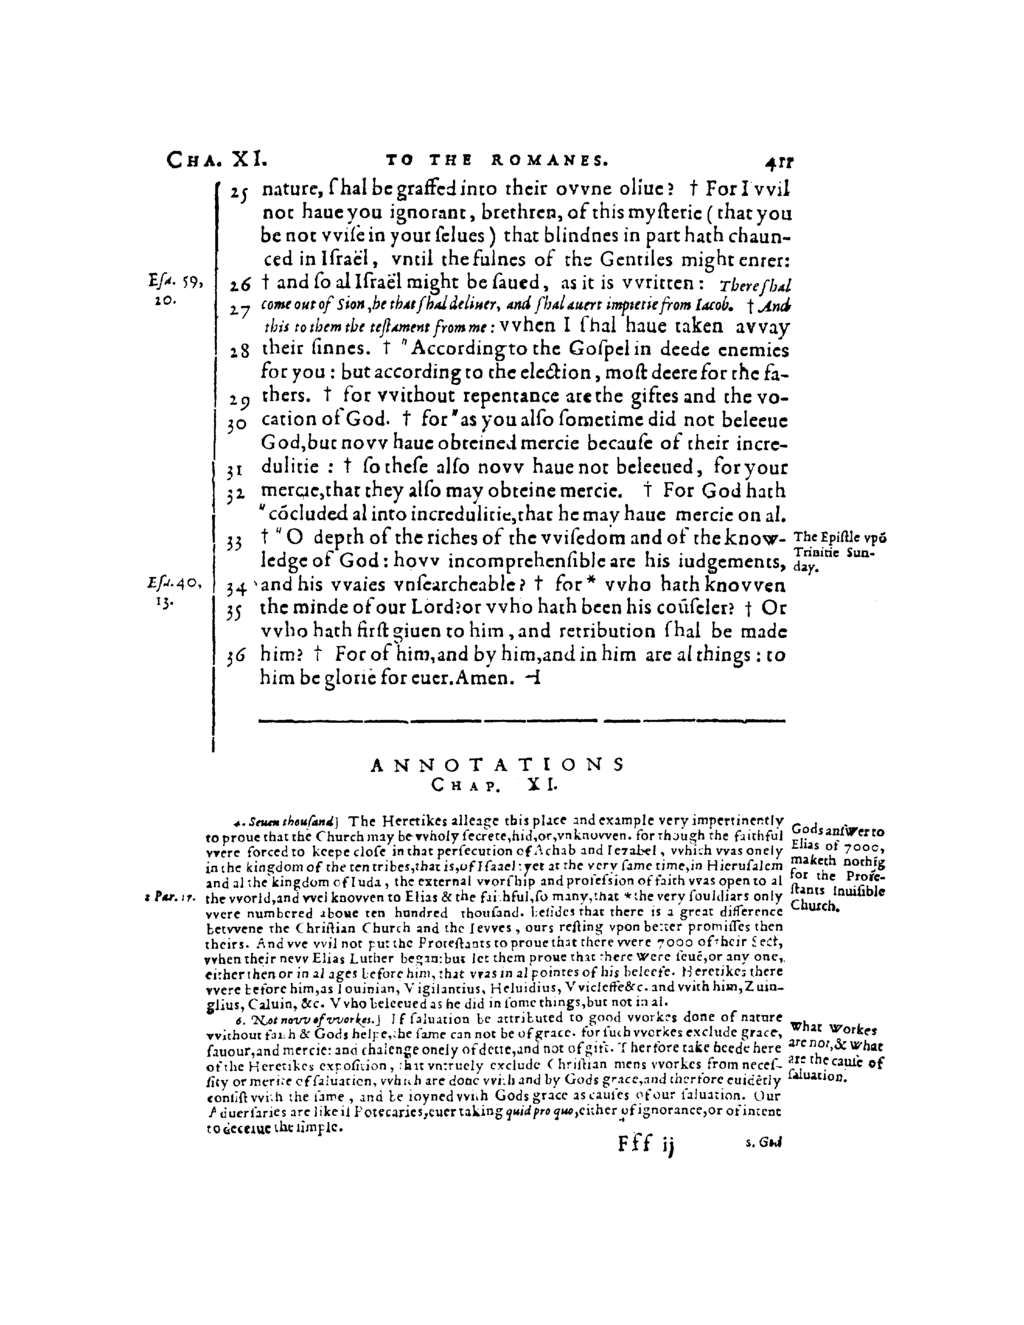 CHA. XI. TO THE ROMANES. 411
25 nature, ſhal be graffed into their ovvne oliue? † For I vvil
not haue you ignorant, brethren, of this myſterie (that you
be not vviſe in your ſelues) that blindnes in part hath chaun-
ced in Iſraël, vntil the fulnes of the Gentiles might enter:
Eſa. 59, 26 † and ſo al Iſraël might be ſaued, as it is vvritten: There ſhal
20. 27 come out of Sion, he that ſhal deliuer, and ſhal auert impietie from Iacob. † And
this to them the teſtament from me: vvhen I ſhal haue taken avvay
28 their ſinnes. † "According to the Goſpel in deede enemies
for you: but according to the election, moſt deere for the fa-
29 thers. † for vvithout repentance are the giftes and the vo-
30 cation of God. † for "as you alſo ſometime did not beleeue
God, but novv haue obteined mercie becauſe of their incre-
31 dulitie: † ſo theſe alſo novv haue not beleeued, for your
32 mercie, that they alſo may obteine mercie. † For God hath
"cócluded al into incredulitie, that he may haue mercie on al.
33 † "O depth of the riches of the vviſedom and of the know- The Epiſtle vpó
ledge of God: hovv incomprehenſible are his iudgements, Trinitie Sun-
day.
Eſa. 40, 34 and his vvaies vnſearcheable? † for * vvho hath knovven
13. 35 the minde of our Lord? or vvho hath been his coũſeler? † Or
vvho hath firſt giuen to him, and retribution ſhal be made
36 him? † For of him, and by him, and in him are al things: to
him be glorie for euer. Amen. ⊣
ANNOTATIONS
CHAP. XI.
4. Seuen thouſand] The Heretikes alleage this place and example very impertinently
to proue that the Church may be vvholy ſecrete, hid, or, vnknovven. for though the faithful Gods anſwer to
vvere forced to keepe cloſe in that perſecution of Achab and Iezabel, vvhich vvas onely Elias of 7000,
in the kingdom of the ten tribes, that is, of Iſrael: yet at the very ſame time, in Hieruſalem maketh nothīg
and al the kingdom of Iuda, the external vvorſhip and profeſsion of faith vvas open to al for the Prote-
2 Par. 17. the vvorld, and vvel knovven to Elias & the faithful, ſo many, that * the very ſouldiars only ſtants Inuiſible
vvere numbered aboue ten hundred thouſand. beſides that there is a great difference Church.
betvvene the Chriſtian Church and the Ievves, ours reſting vpon better promiſſes then
theirs. And vve vvil not put the Proteſtants to proue that there vvere 7000 of their Sect,
vvhen their nevv Elias Luther began: but let them proue that there were ſeuē, or any one,
either then or in al ages before him, that vvas in al pointes of his beleefe. Heretikes there
vvere before him, as Iouinian, Vigilantius, Heluidius, Vvicleffe &c. and vvith him, Zuin-
glius, Caluin, &c. Vvho beleeued as he did in ſome things, but not in al.
6. Not novv of vvorkes.] If ſaluation be attributed to good vvorkes done of nature
vvithout faith & Gods helpe, the ſame can not be of grace. for ſuch vvorkes exclude grace, What workes
fauour, and mercie: and chalenge onely of dette, and not of gift. Therfore take heede here are not, & what
of the Heretikes expoſition, that vntruely exclude Chriſtian mens vvorkes from neceſ- are the cauſe of
ſity or merite of ſaluation, vvhich are done vvith and by Gods grace, and therfore euidētly ſaluation.
conſiſt vvith the ſame, and be ioyned vvith Gods grace as cauſes of our ſaluation. Our
Aduerſaries are like il Potecaries, euer taking quid pro quo, either of ignorance, or of intent
to deceiue the ſimple.
Fff ij 5. God